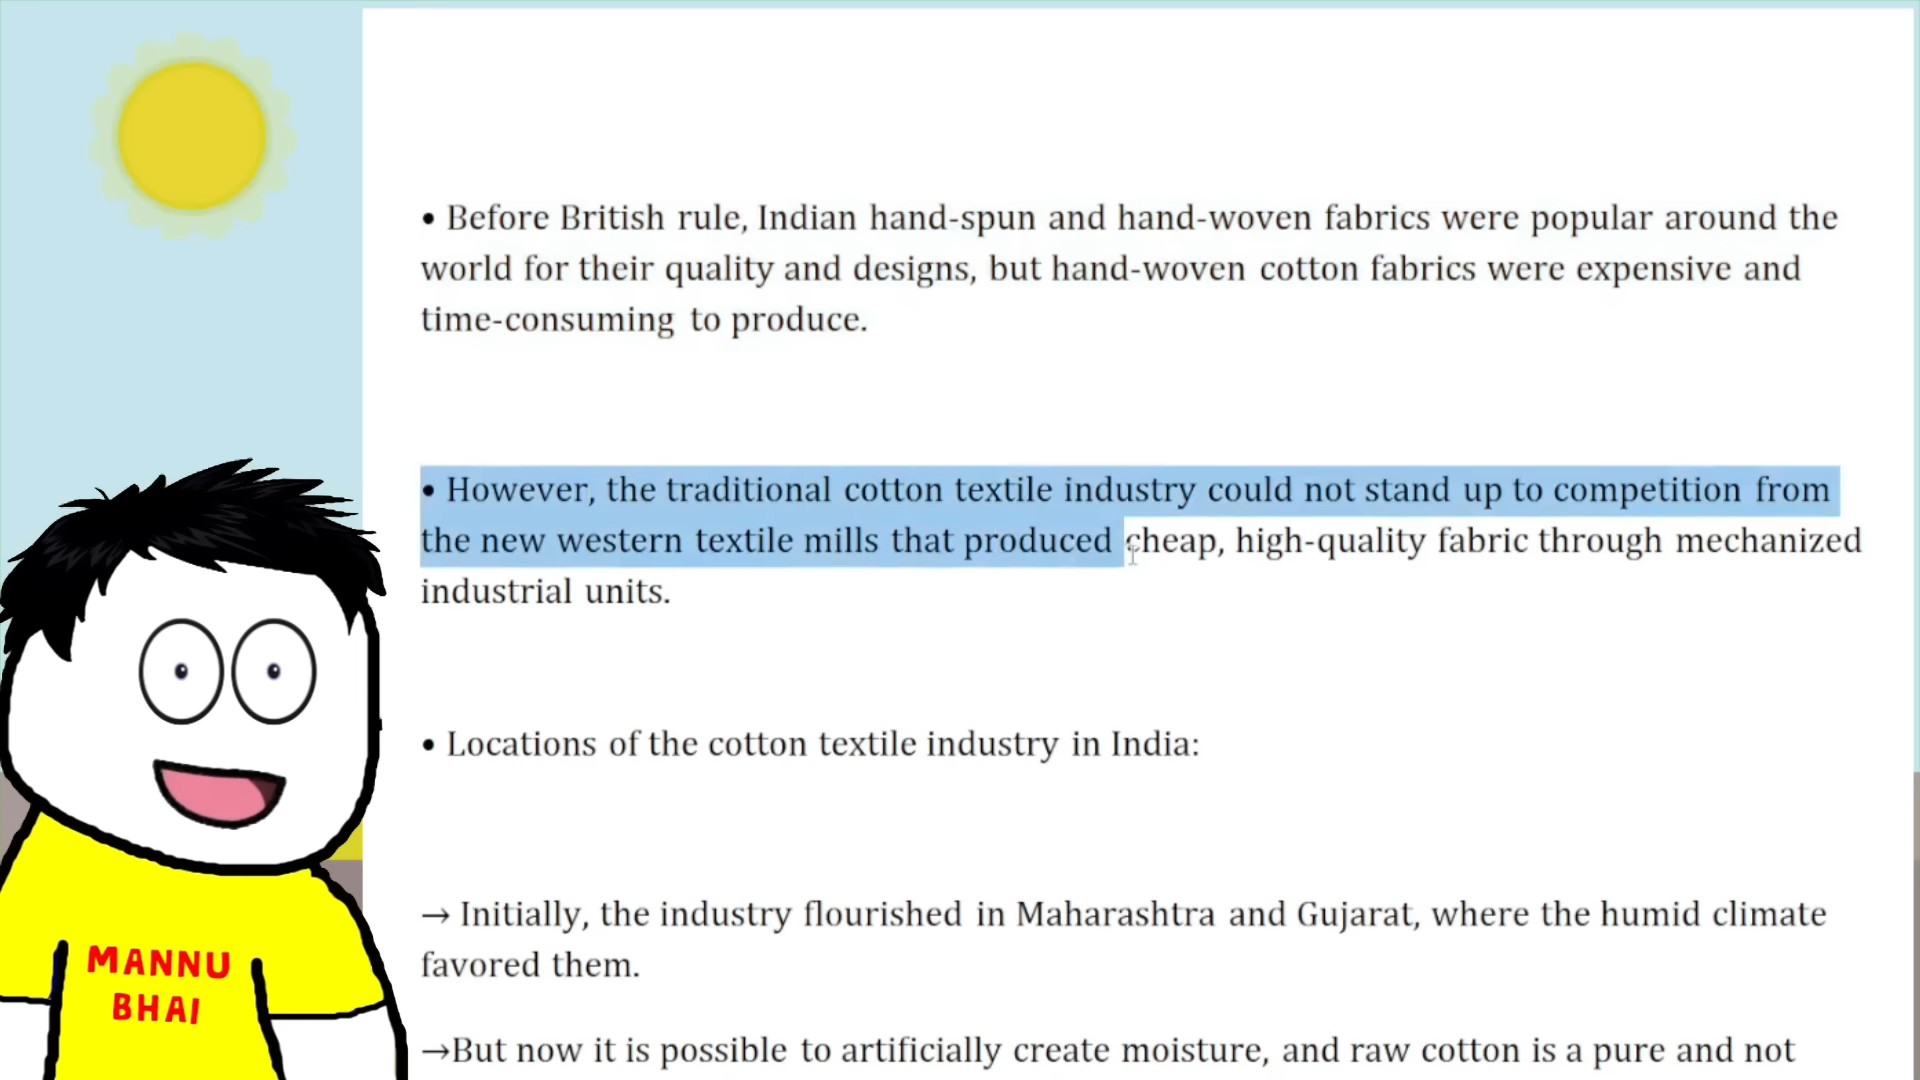 • Before British rule, Indian hand-spun and hand-woven fabrics were popular around the
world for their quality and designs, but hand-woven cotton fabrics were expensive and
time-consuming to produce.
• However, the traditional cotton textile industry could not stand up to competition from
the new western textile mills that produced cheap, high-quality fabric through mechanized
industrial units.
• Locations of the cotton textile industry in India:
→ Initially, the industry flourished in Maharashtra and Gujarat, where the humid climate
favored them.
→But now it is possible to artificially create moisture, and raw cotton is a pure and not
MANNU
BHAI